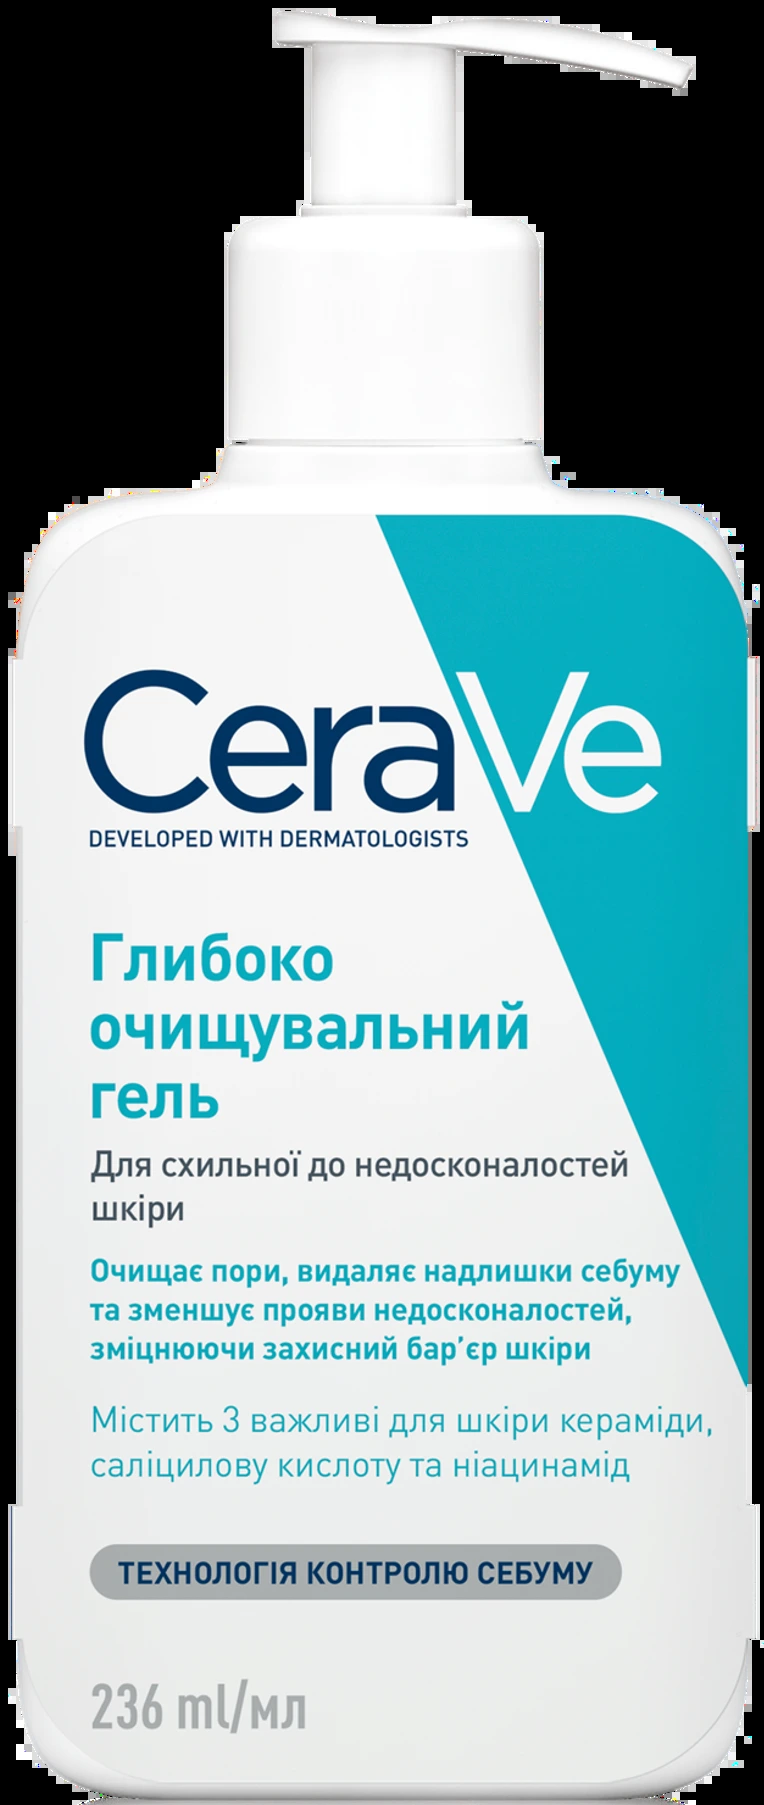 CeraVe
DEVELOPED WITH DERMATOLOGISTS
Глибоко
очищувальний
гель
Для схильної до недосконалостей
шкіри
Очищає пори, видаляє надлишки себуму
та зменшує прояви недосконалостей,
зміцнюючи захисний бар’єр шкіри
Містить 3 важливі для шкіри кераміди,
саліцилову кислоту та ніацинамід
ТЕХНОЛОГІЯ КОНТРОЛЮ СЕБУМУ
236 ml/мл